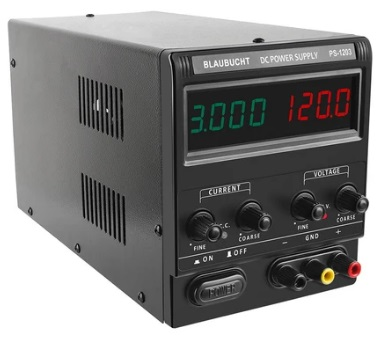 BLAUBUCHT DC POWER SUPPLY PS-1203
3.000 120.0
CURRENT VOLTAGE
C.C. C.V.
FINE COARSE FINE COARSE
ON OFF - GND +
POWER